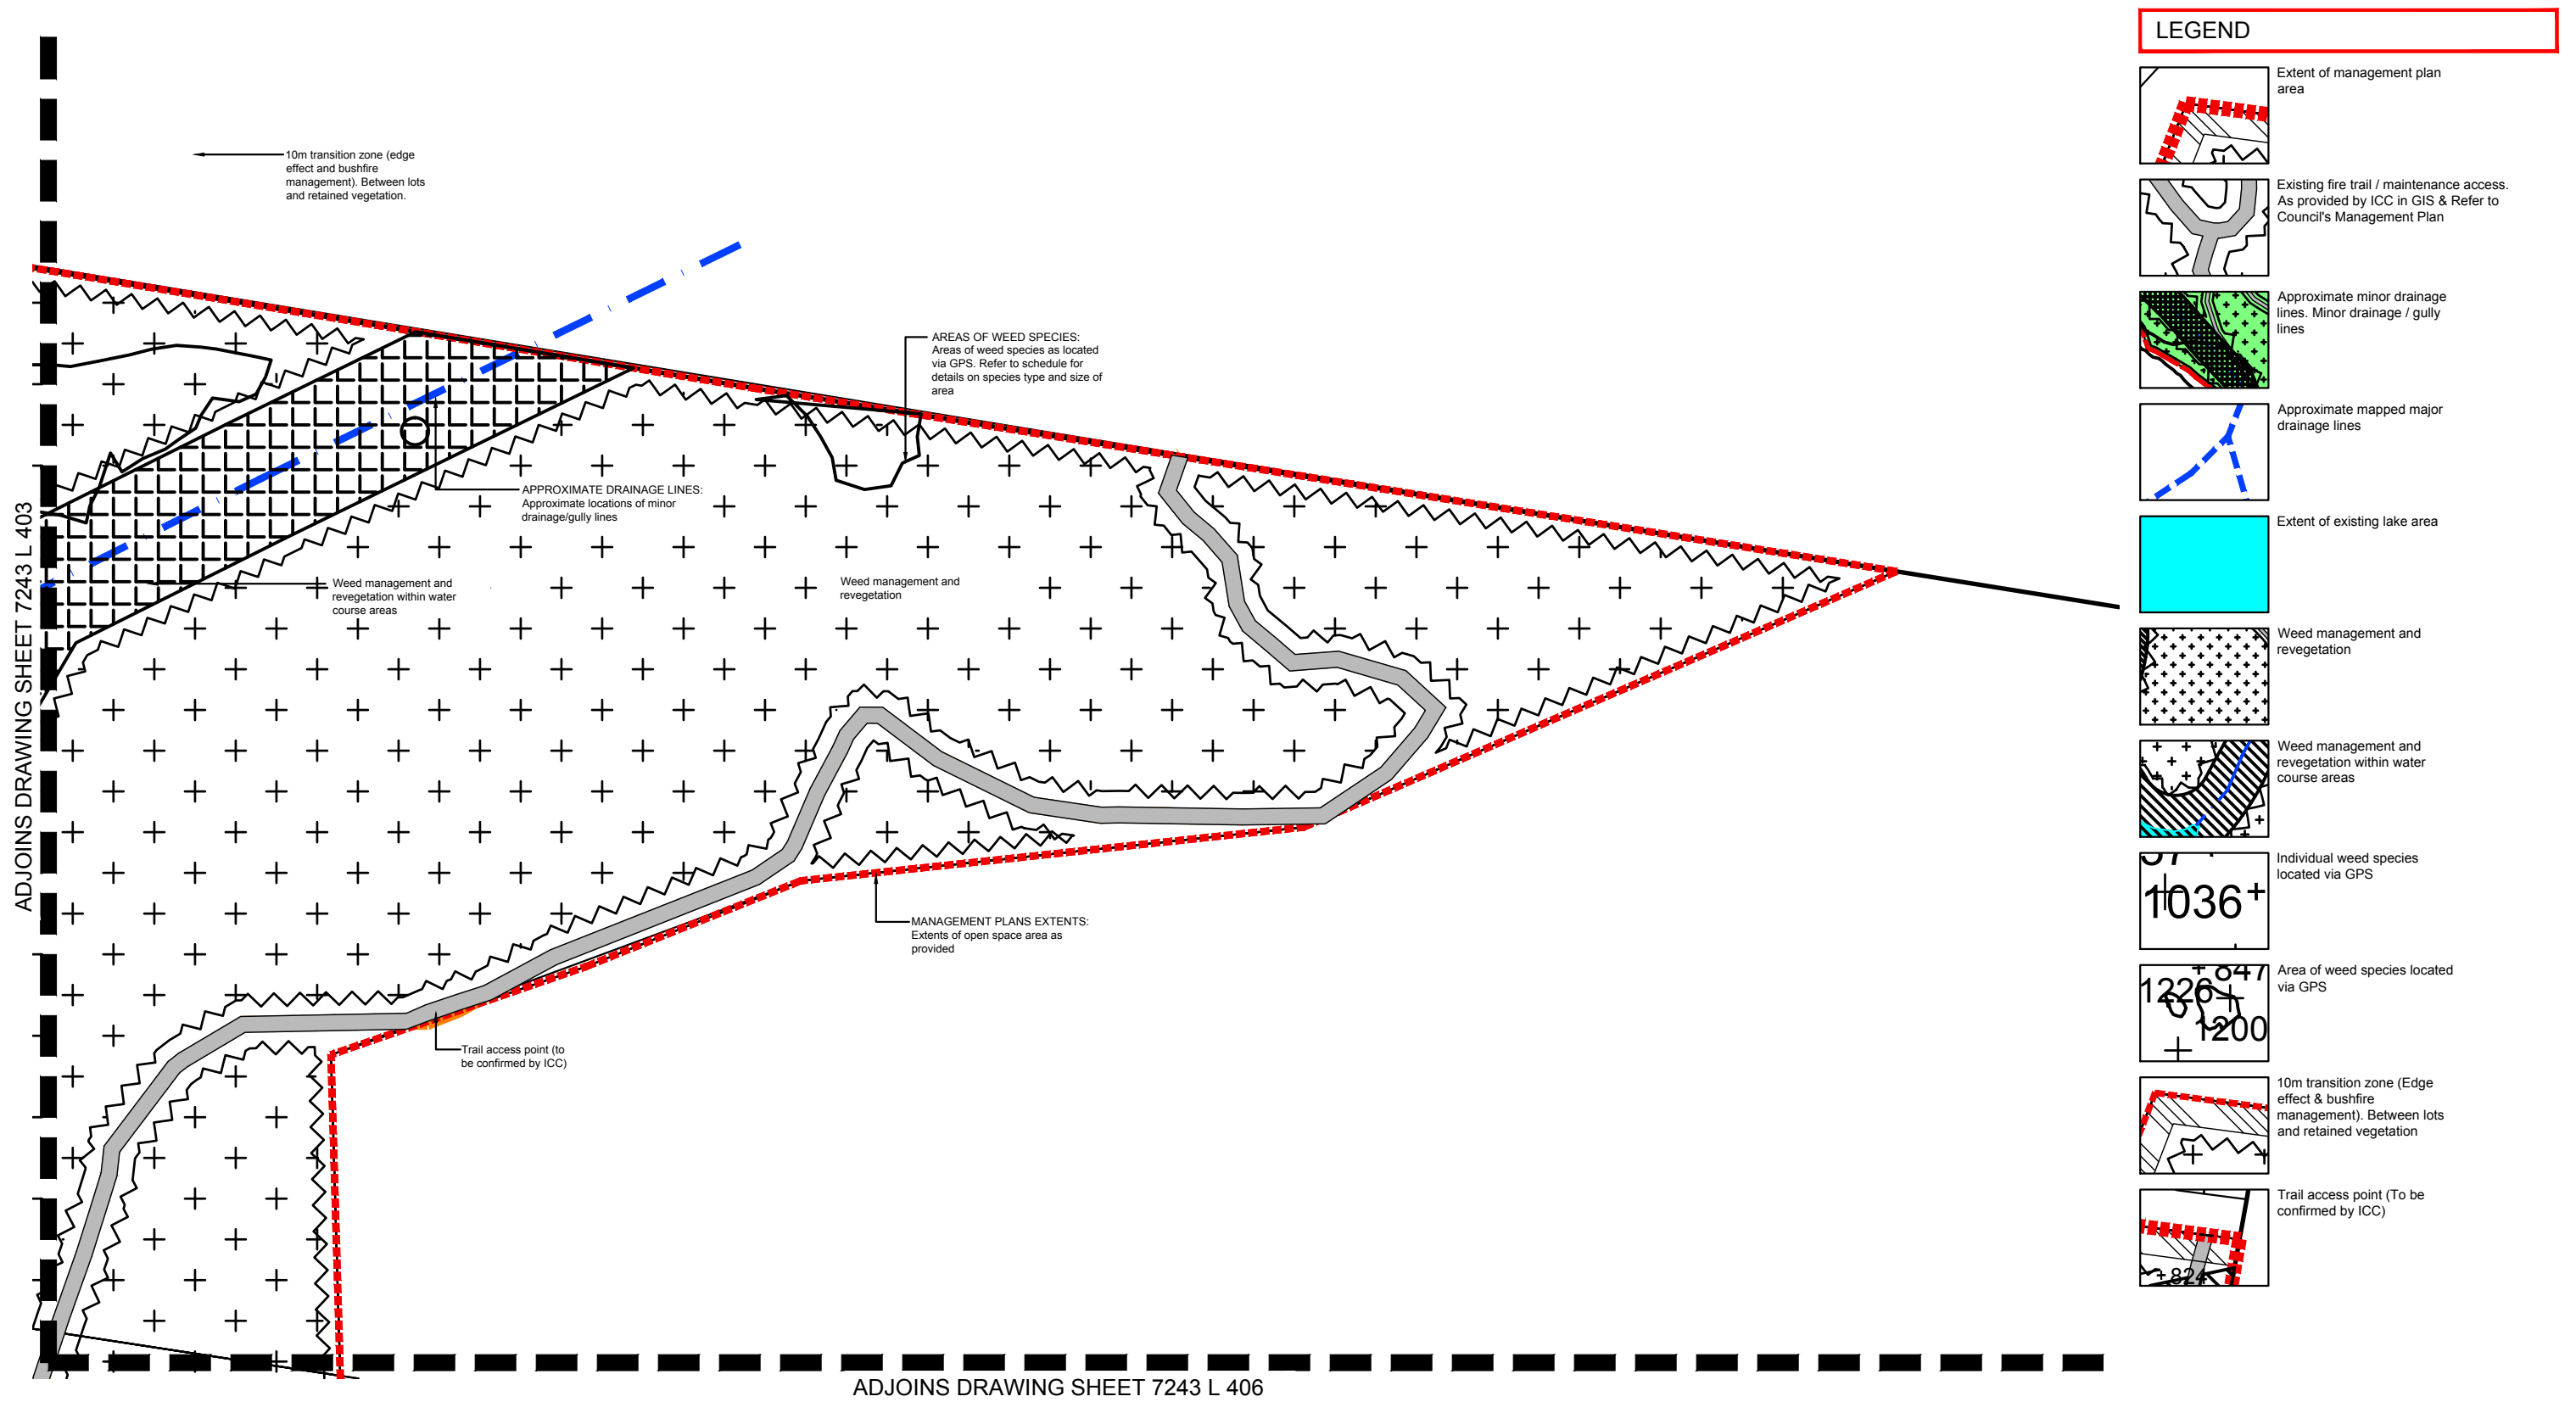 10m transition zone (edge
effect and bushfire
management). Between lots
and retained vegetation.
AREAS OF WEED SPECIES:
Areas of weed species as located
via GPS. Refer to schedule for
details on species type and size of
area
APPROXIMATE DRAINAGE LINES:
Approximate locations of minor
drainage/gully lines
Weed management and
revegetation within water
course areas
Weed management and
revegetation
MANAGEMENT PLANS EXTENTS:
Extents of open space area as
provided
Trail access point (to
be confirmed by ICC)
ADJOINS DRAWING SHEET 7243 L 403
ADJOINS DRAWING SHEET 7243 L 406
LEGEND
Extent of management plan
area
Existing fire trail / maintenance access.
As provided by ICC in GIS & Refer to
Council's Management Plan
Approximate minor drainage
lines. Minor drainage / gully
lines
Approximate mapped major
drainage lines
Extent of existing lake area
Weed management and
revegetation
Weed management and
revegetation within water
course areas
1036
Individual weed species
located via GPS
847
1226
1200
Area of weed species located
via GPS
10m transition zone (Edge
effect & bushfire
management). Between lots
and retained vegetation
824
Trail access point (To be
confirmed by ICC)